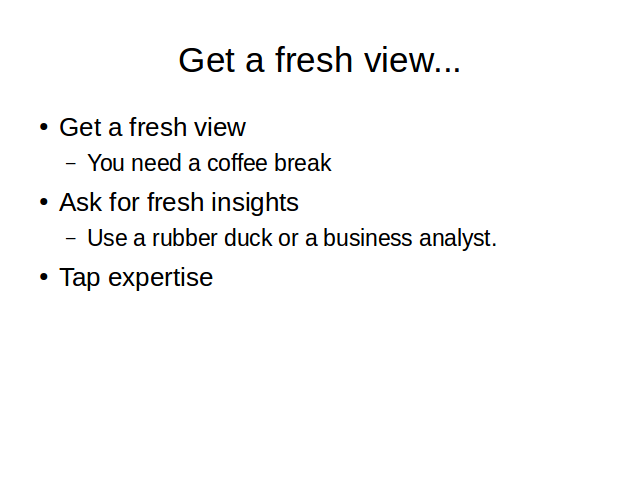 Get a fresh view...
• Get a fresh view
– You need a coffee break
• Ask for fresh insights
– Use a rubber duck or a business analyst.
• Tap expertise